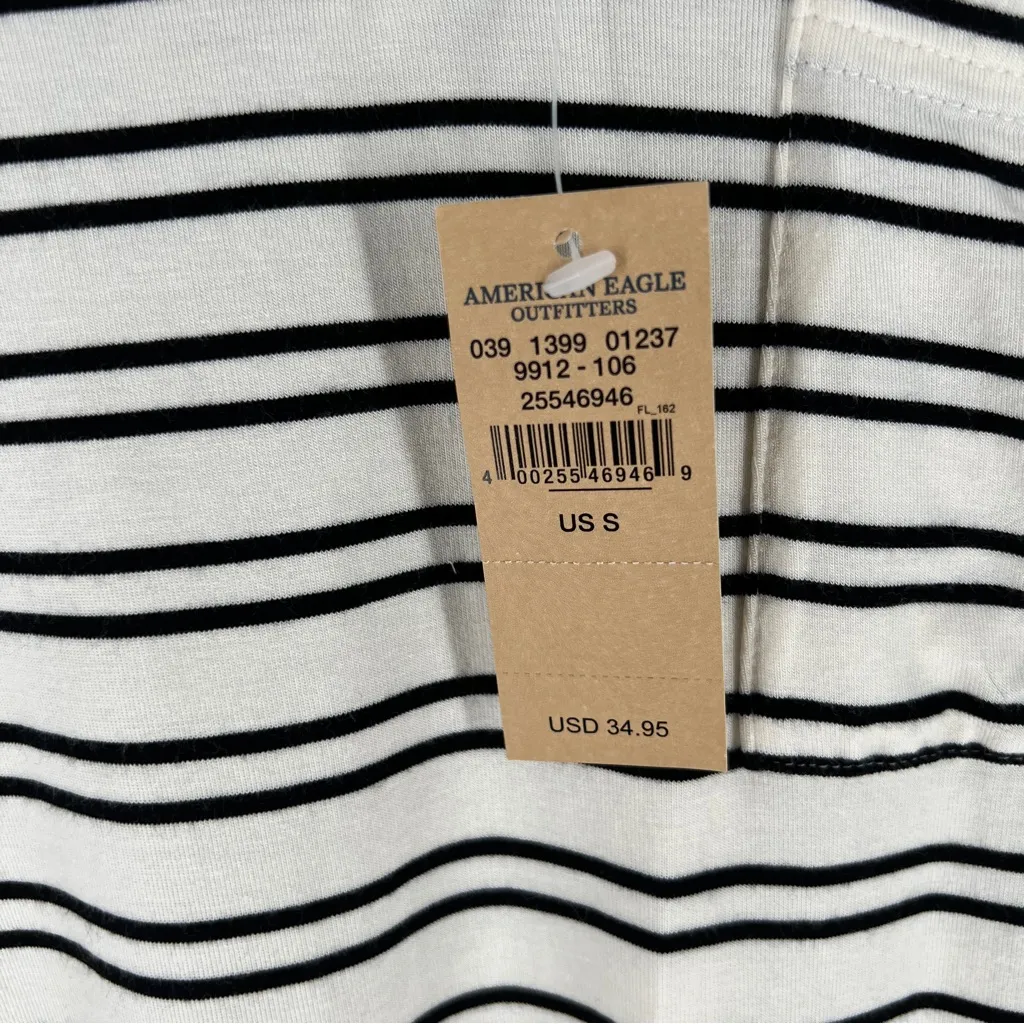 AMERICAN EAGLE
OUTFITTERS
039 1399 01237
9912 - 106
25546946
FL_162
4 00255 46946 9
US S
USD 34.95